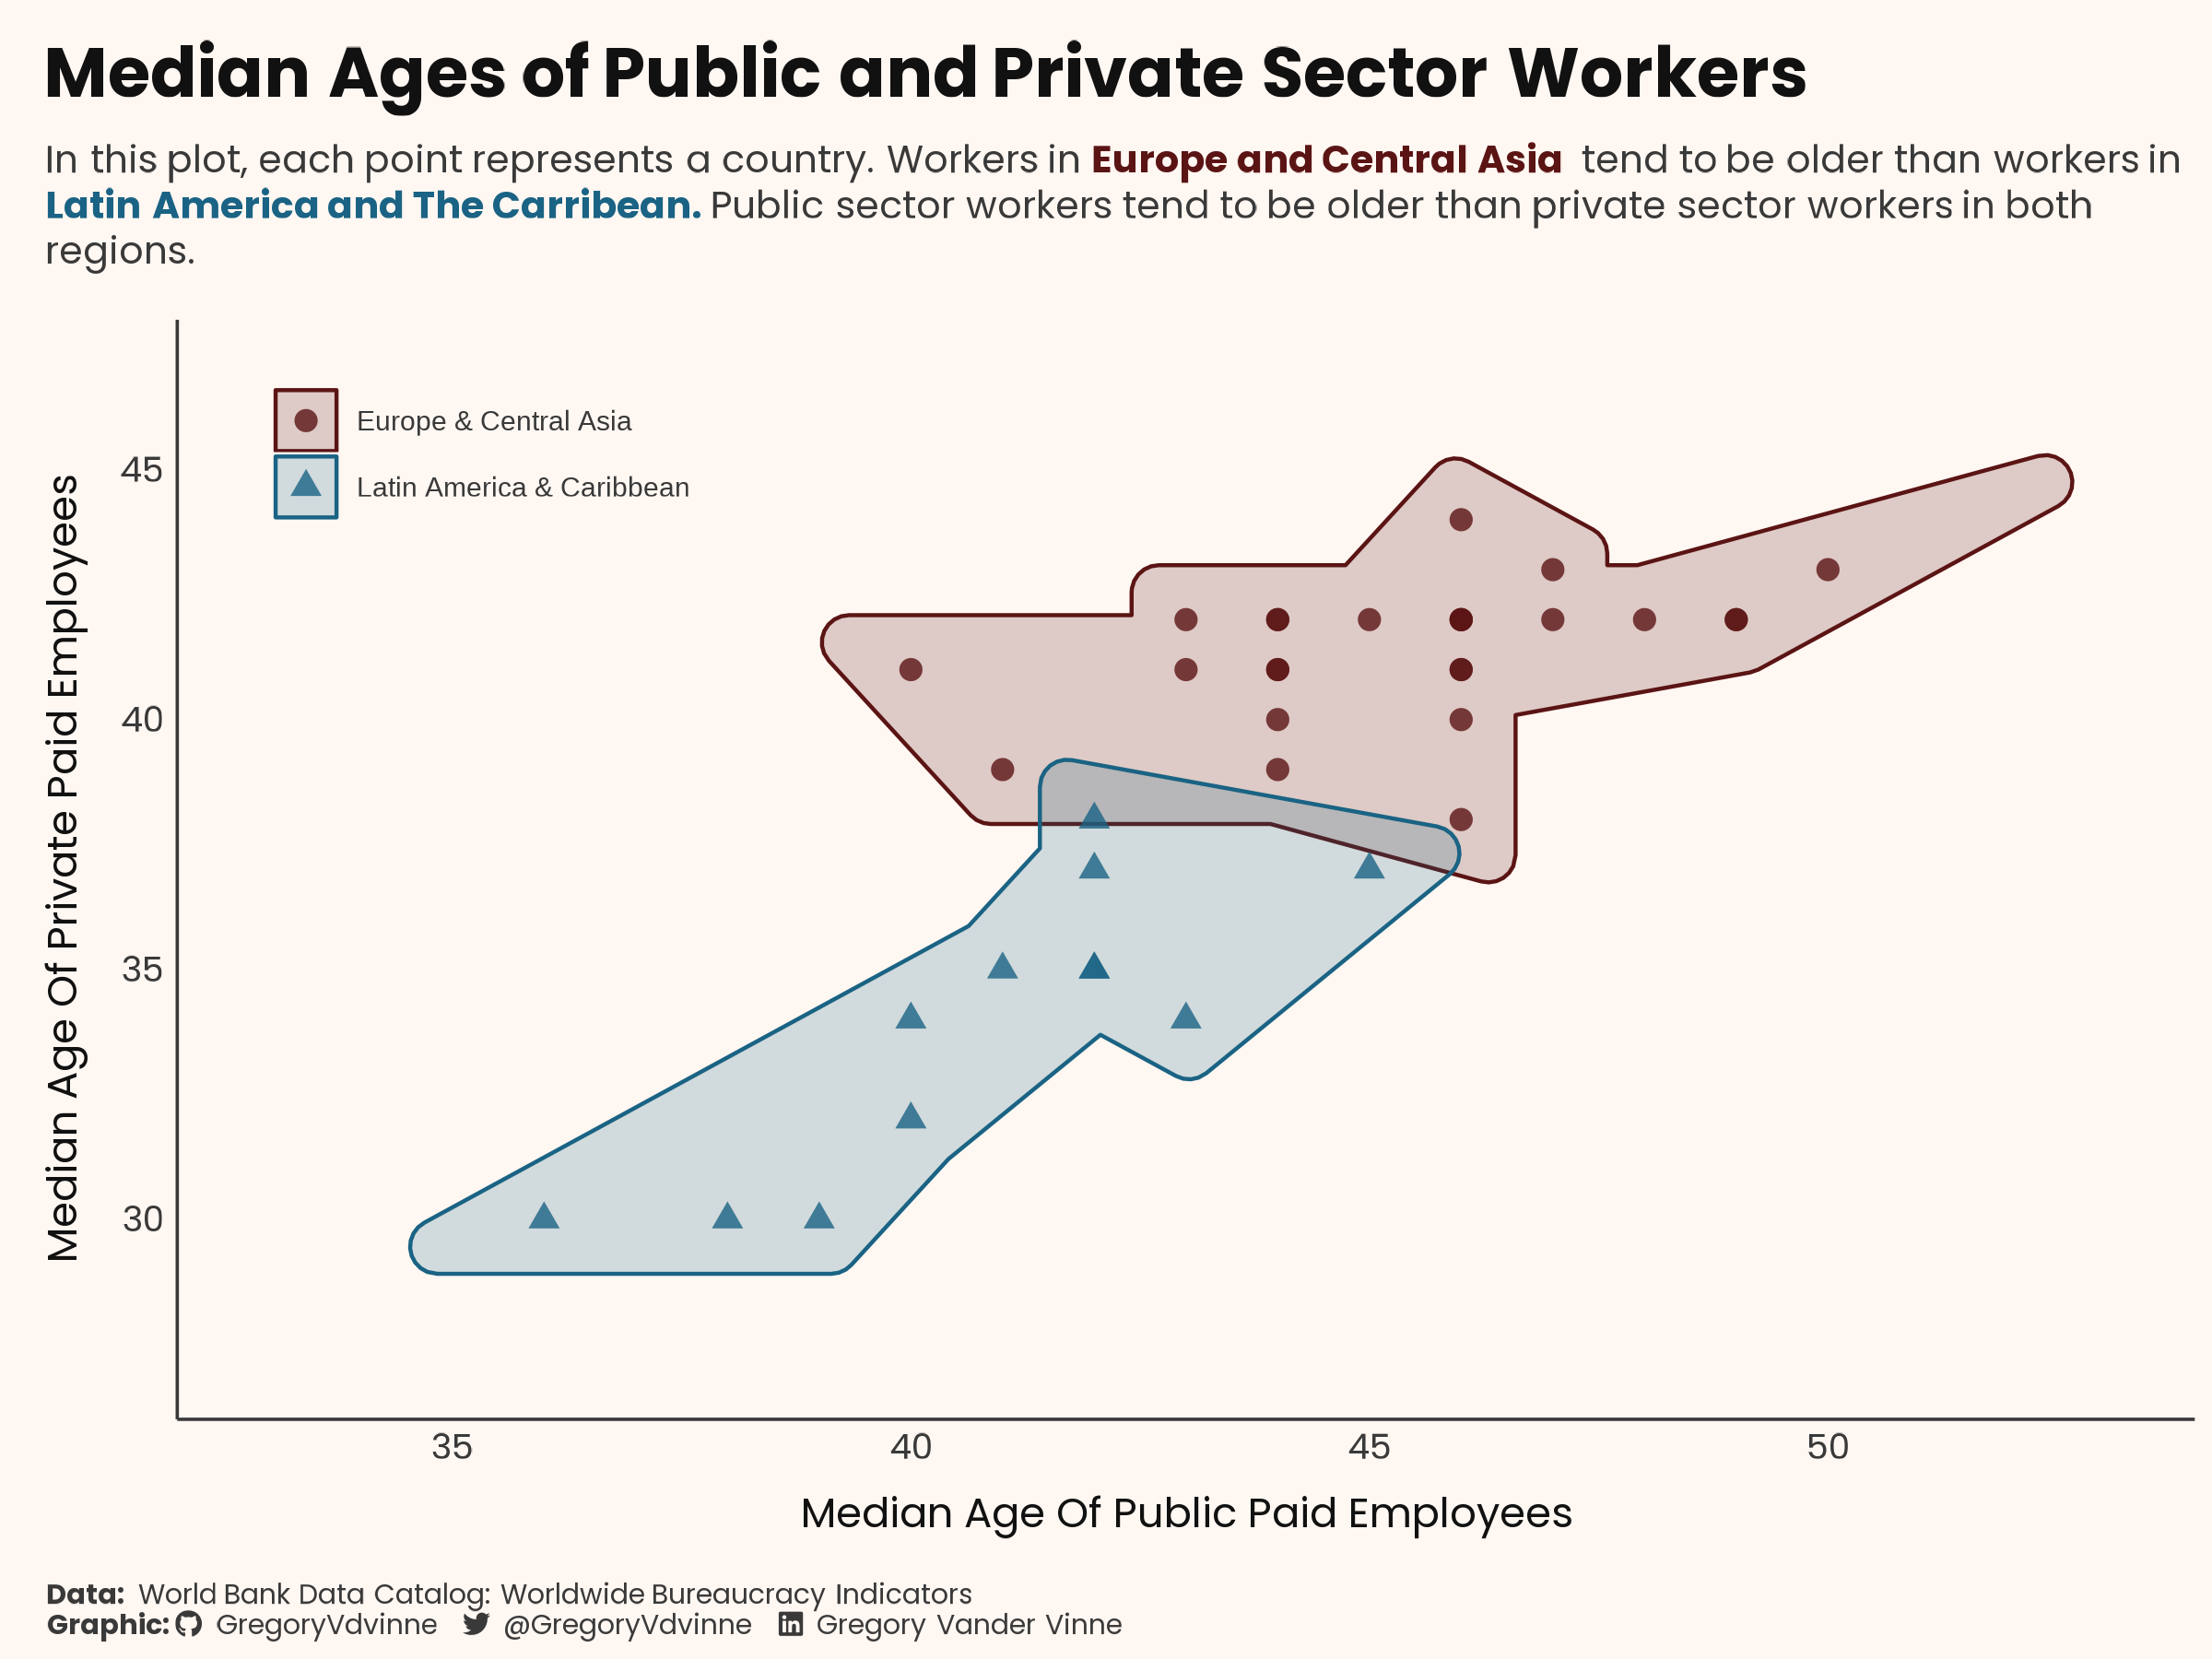 Median Ages of Public and Private Sector Workers
In this plot, each point represents a country. Workers in Europe and Central Asia tend to be older than workers in
Latin America and The Carribean. Public sector workers tend to be older than private sector workers in both
regions.
Europe & Central Asia
Latin America & Caribbean
Median Age Of Private Paid Employees
45
40
35
30
35
40
45
50
Median Age Of Public Paid Employees
Data: World Bank Data Catalog: Worldwide Bureaucracy Indicators
Graphic: GregoryVdvinne @GregoryVdvinne Gregory Vander Vinne